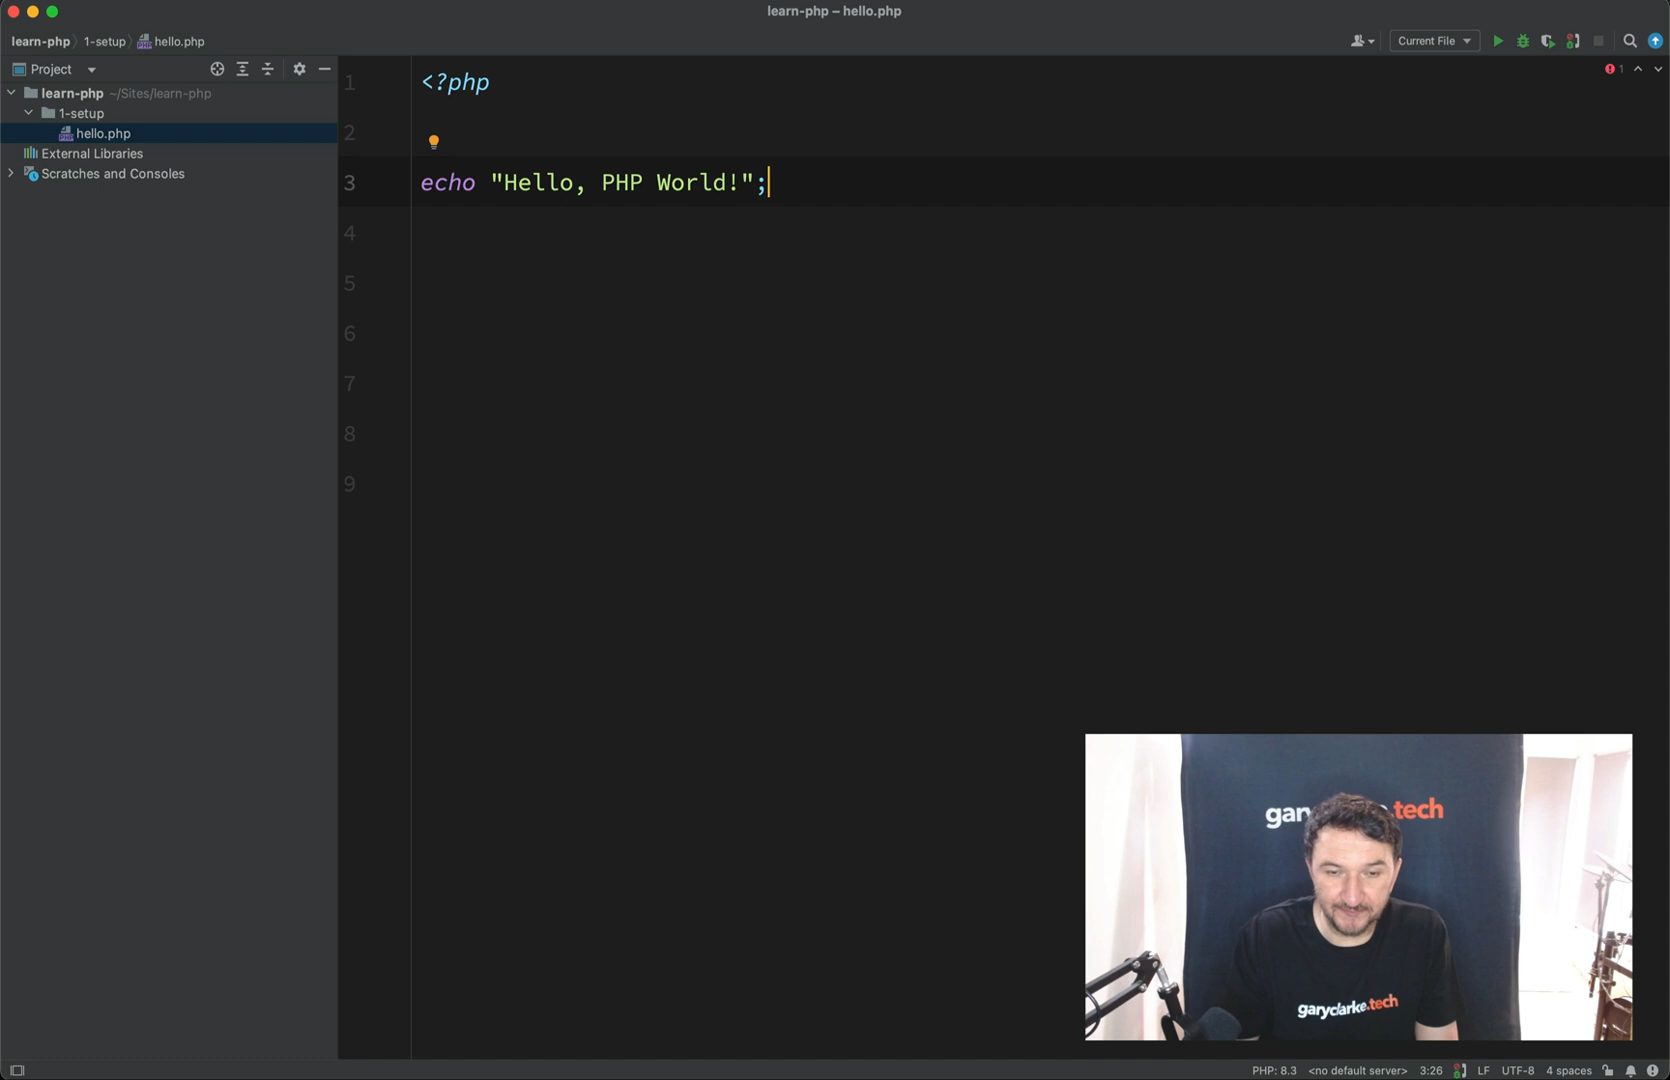 learn-php – hello.php
learn-php 1-setup hello.php
Current File
Project
1
learn-php ~/Sites/learn-php
1-setup
hello.php
External Libraries
Scratches and Consoles
1 <?php
2
3 echo "Hello, PHP World!";
4
5
6
7
8
9
garyclarke.tech
PHP: 8.3 <no default server> 3:26 LF UTF-8 4 spaces